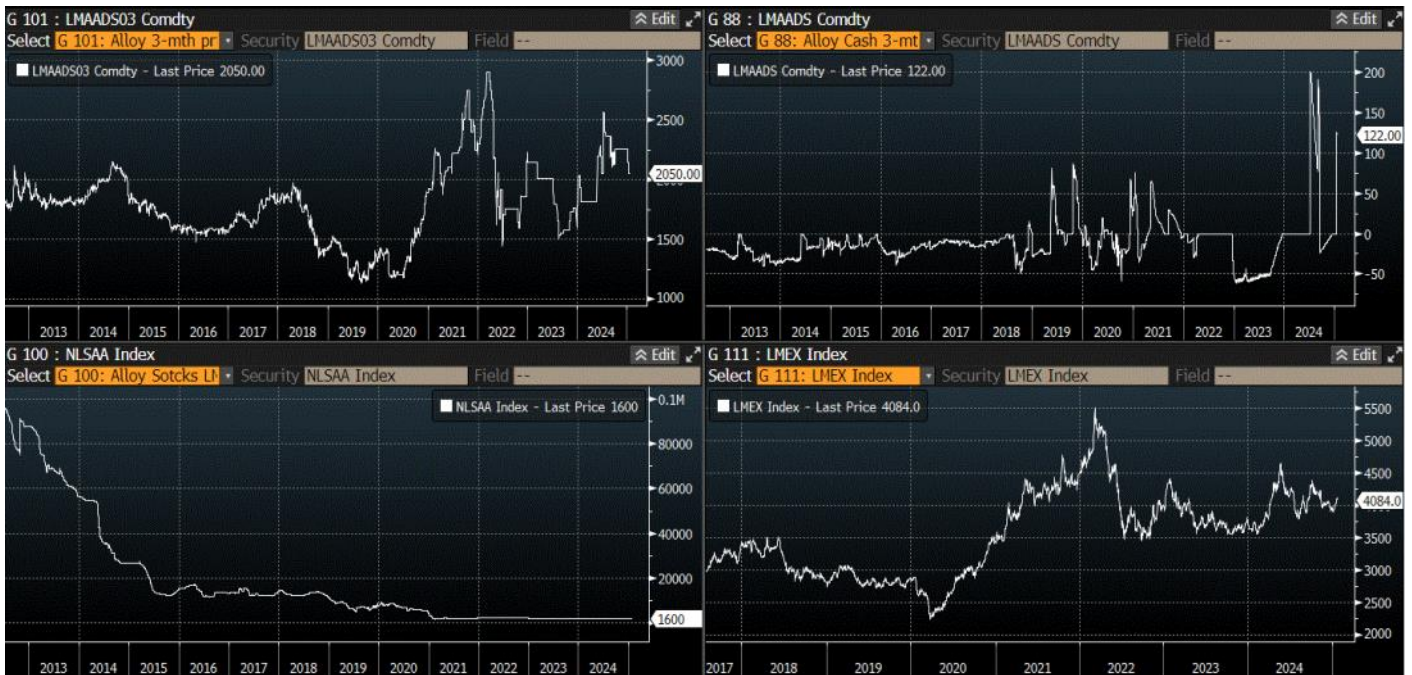 G 101 : LMAADS03 Comdty
Edit
Select G 101: Alloy 3-mth pr Security LMAADS03 Comdty Field --
LMAADS03 Comdty - Last Price 2050.00
3000
2500
2050.00
2000
1500
1000
2013 2014 2015 2016 2017 2018 2019 2020 2021 2022 2023 2024
G 88 : LMAADS Comdty
Edit
Select G 88: Alloy Cash 3-mt Security LMAADS Comdty Field --
LMAADS Comdty - Last Price 122.00
200
150
122.00
100
50
0
-50
2013 2014 2015 2016 2017 2018 2019 2020 2021 2022 2023 2024
G 100 : NLSAA Index
Edit
Select G 100: Alloy Sotcks LM Security NLSAA Index Field --
NLSAA Index - Last Price 1600
0.1M
80000
60000
40000
20000
1600
2013 2014 2015 2016 2017 2018 2019 2020 2021 2022 2023 2024
G 111 : LMEX Index
Edit
Select G 111: LMEX Index Security LMEX Index Field --
LMEX Index - Last Price 4084.0
5500
5000
4500
4084.0
3500
3000
2500
2000
2017 2018 2019 2020 2021 2022 2023 2024